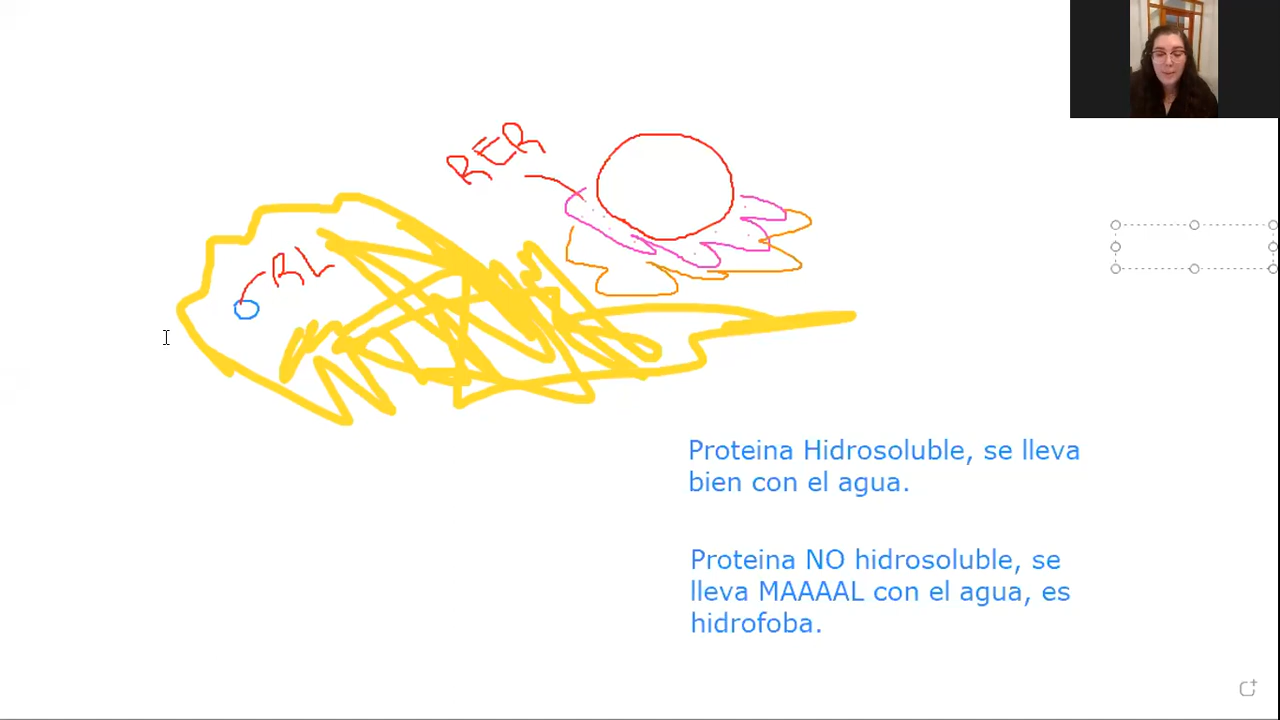 RER
RL
Proteina Hidrosoluble, se lleva
bien con el agua.
Proteina NO hidrosoluble, se
lleva MAAAAL con el agua, es
hidrofoba.